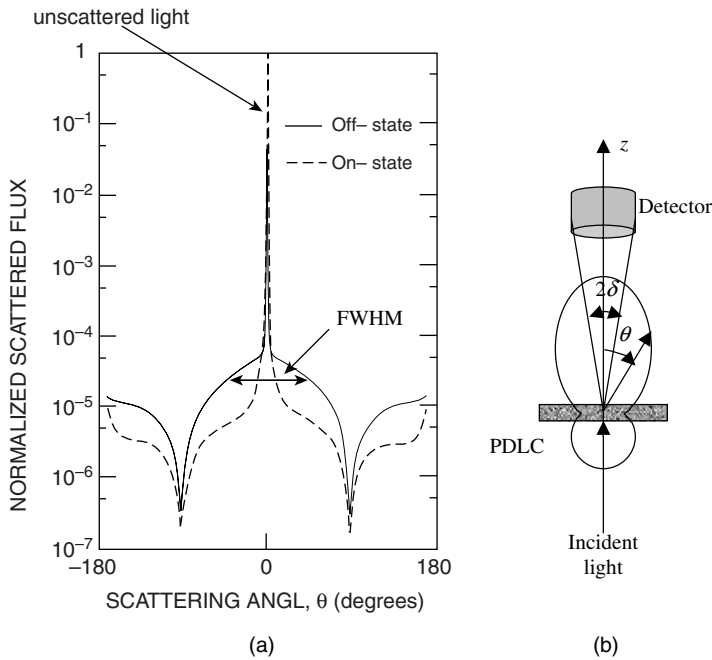 unscattered light
1
10–1
10–2
10–3
10–4
10–5
10–6
10–7
NORMALIZED SCATTERED FLUX
Off– state
On– state
FWHM
–180
0
180
SCATTERING ANGL, θ (degrees)
(a)
z
Detector
2δ
θ
PDLC
Incident
light
(b)